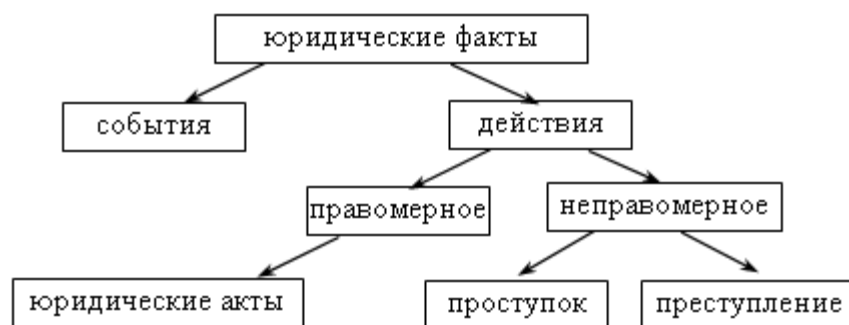 юридические факты
события
действия
правомерное
неправомерное
юридические акты
проступок
преступление